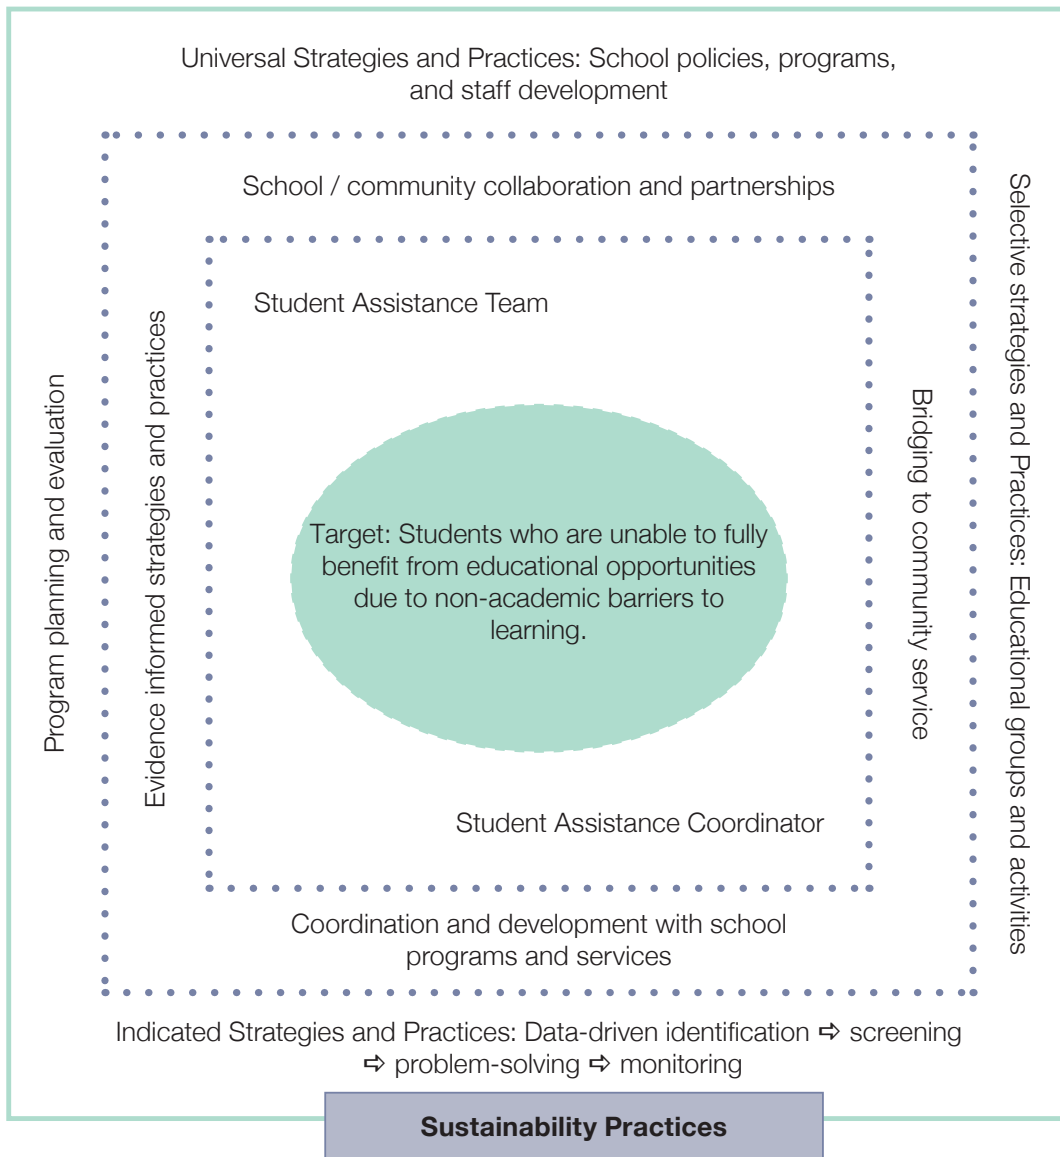 Universal Strategies and Practices: School policies, programs,
and staff development
School / community collaboration and partnerships
Student Assistance Team
Program planning and evaluation
Evidence informed strategies and practices
Target: Students who are unable to fully
benefit from educational opportunities
due to non-academic barriers to
learning.
Bridging to community service
Selective strategies and Practices: Educational groups and activities
Student Assistance Coordinator
Coordination and development with school
programs and services
Indicated Strategies and Practices: Data-driven identification ⇨ screening
⇨ problem-solving ⇨ monitoring
Sustainability Practices